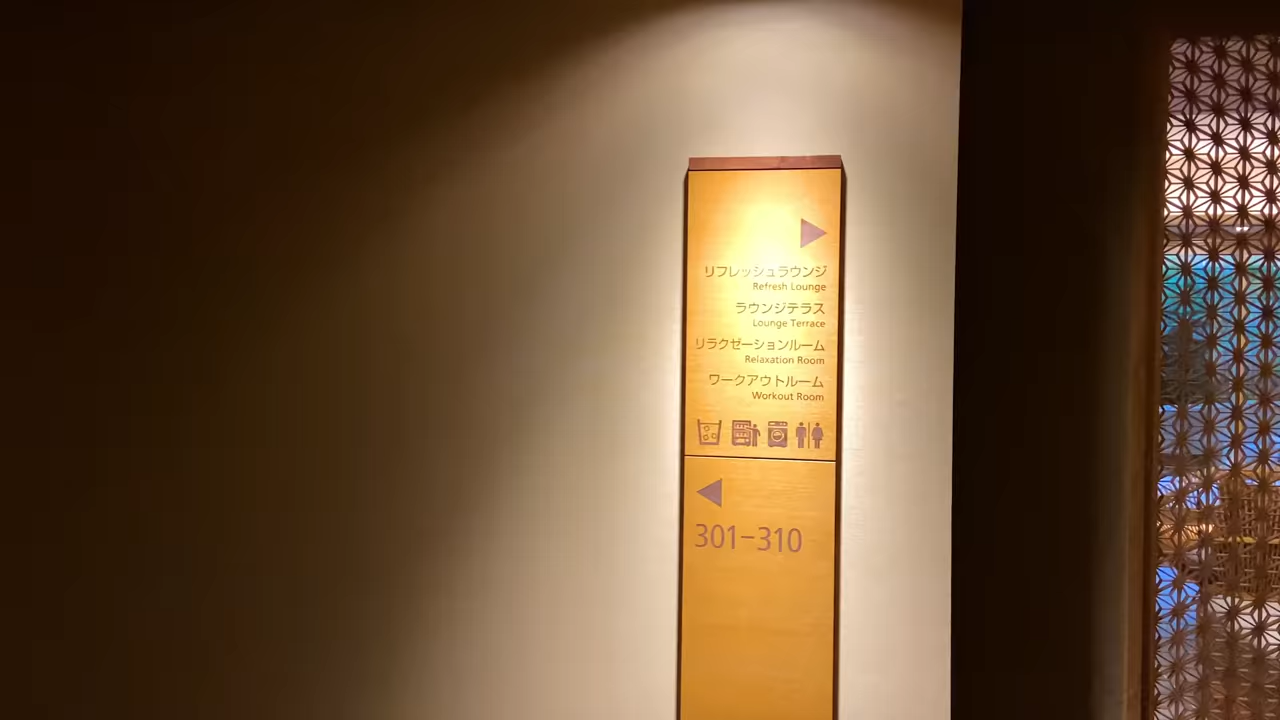 リフレッシュラウンジ
Refresh Lounge
ラウンジテラス
Lounge Terrace
リラクゼーションルーム
Relaxation Room
ワークアウトルーム
Workout Room
301-310